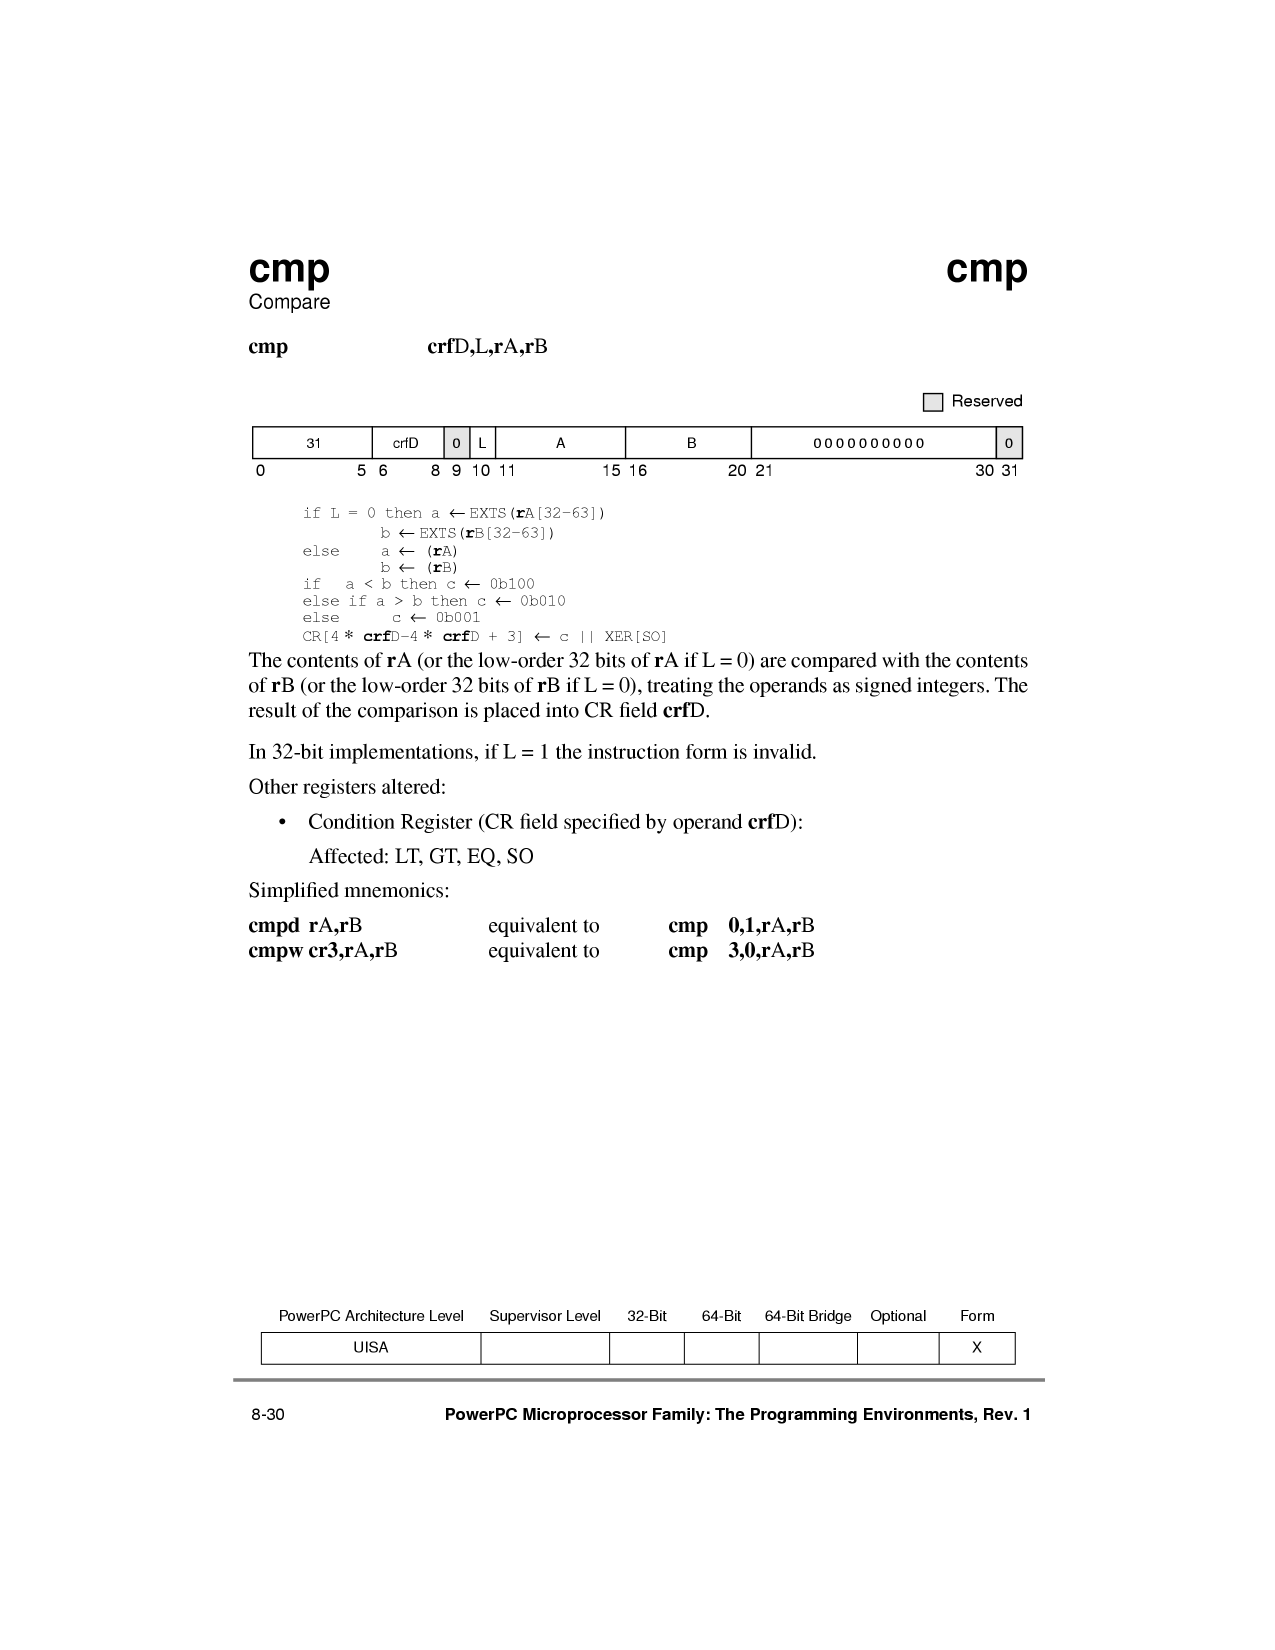 cmp cmp
Compare
cmp crfD,L,rA,rB
Reserved
31 crfD 0 L A B 0 0 0 0 0 0 0 0 0 0 0
0 5 6 8 9 10 11 15 16 20 21 30 31
if L = 0 then a ← EXTS(rA[32–63])
b ← EXTS(rB[32–63])
else a ← (rA)
b ← (rB)
if a < b then c ← 0b100
else if a > b then c ← 0b010
else c ← 0b001
CR[4 * crfD–4 * crfD + 3] ← c || XER[SO]
The contents of rA (or the low-order 32 bits of rA if L = 0) are compared with the contents
of rB (or the low-order 32 bits of rB if L = 0), treating the operands as signed integers. The
result of the comparison is placed into CR field crfD.
In 32-bit implementations, if L = 1 the instruction form is invalid.
Other registers altered:
• Condition Register (CR field specified by operand crfD):
Affected: LT, GT, EQ, SO
Simplified mnemonics:
cmpd rA,rB equivalent to cmp 0,1,rA,rB
cmpw cr3,rA,rB equivalent to cmp 3,0,rA,rB
PowerPC Architecture Level Supervisor Level 32-Bit 64-Bit 64-Bit Bridge Optional Form
UISA X
8-30 PowerPC Microprocessor Family: The Programming Environments, Rev. 1